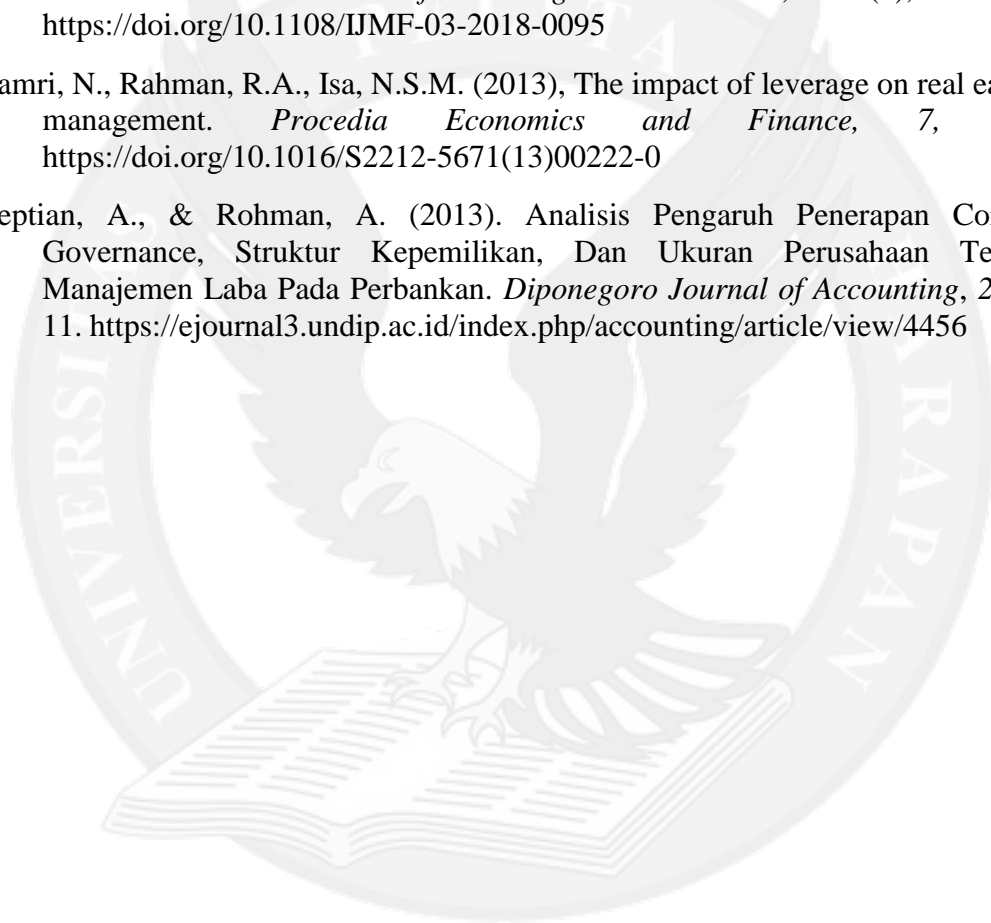 https://doi.org/10.1108/IJMF-03-2018-0095
amri, N., Rahman, R.A., Isa, N.S.M. (2013), The impact of leverage on real ea
management. Procedia Economics and Finance, 7,
https://doi.org/10.1016/S2212-5671(13)00222-0
eptian, A., & Rohman, A. (2013). Analisis Pengaruh Penerapan Co
Governance, Struktur Kepemilikan, Dan Ukuran Perusahaan Te
Manajemen Laba Pada Perbankan. Diponegoro Journal of Accounting, 2
11. https://ejournal3.undip.ac.id/index.php/accounting/article/view/4456
UNIVERSITAS PELITA HARAPAN